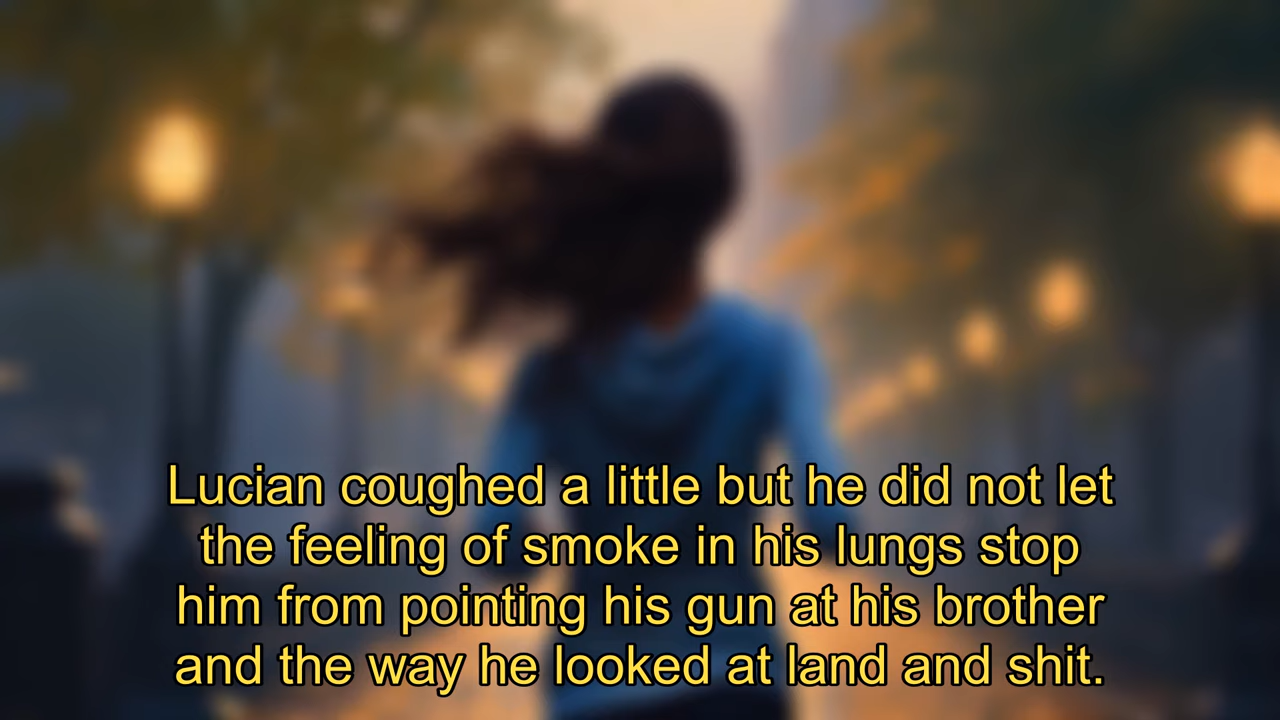 Lucian coughed a little but he did not let
the feeling of smoke in his lungs stop
him from pointing his gun at his brother
and the way he looked at land and shit.